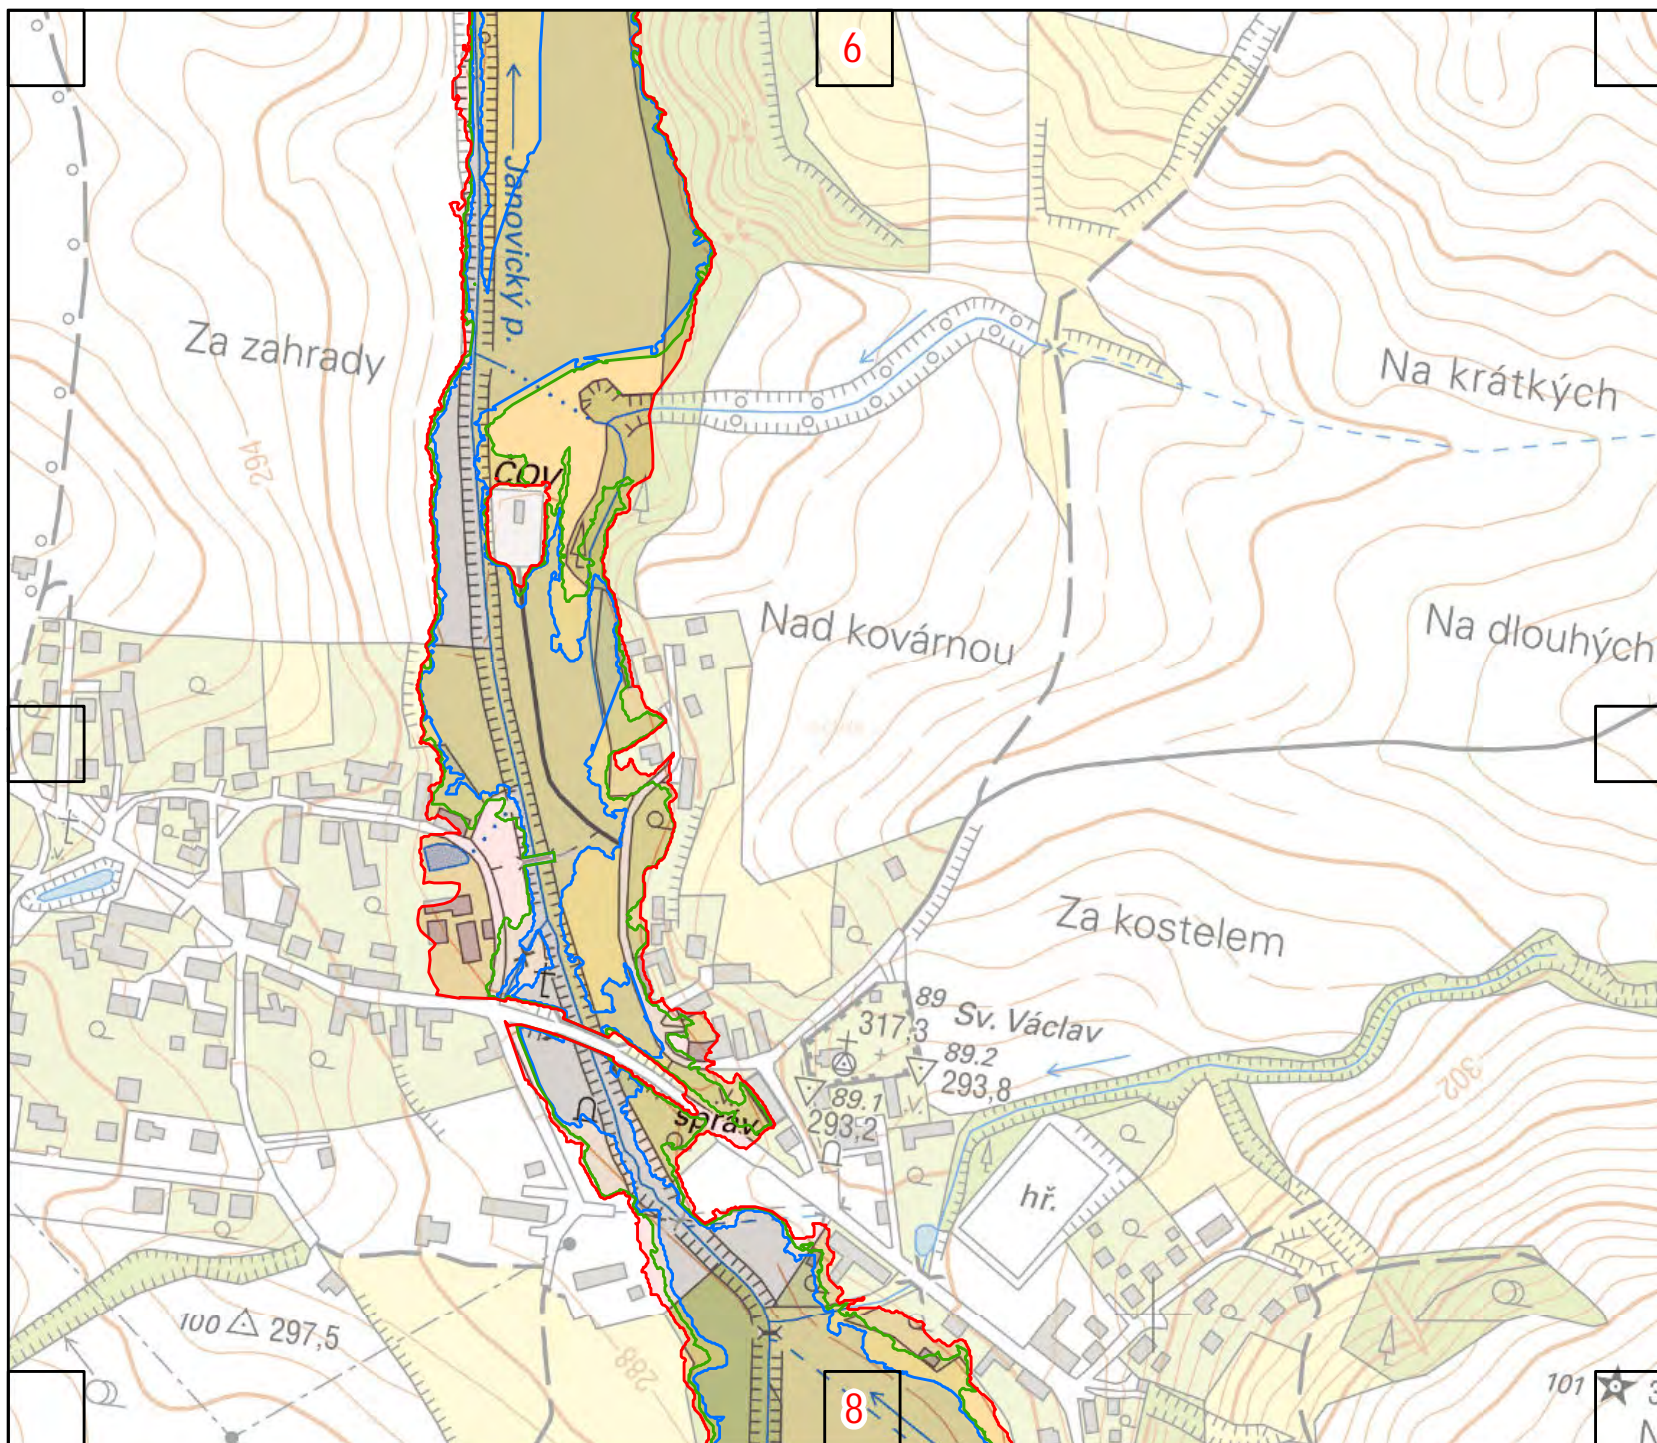 6
Janovický p.
Za zahrady
Na krátkých
294
ČOV
Nad kovárnou
Na dlouhých
Za kostelem
89 Sv. Václav
317,3
89.2
293,8
89.1
293,2
302
správ
hř.
100 297,5
288
8
101
3